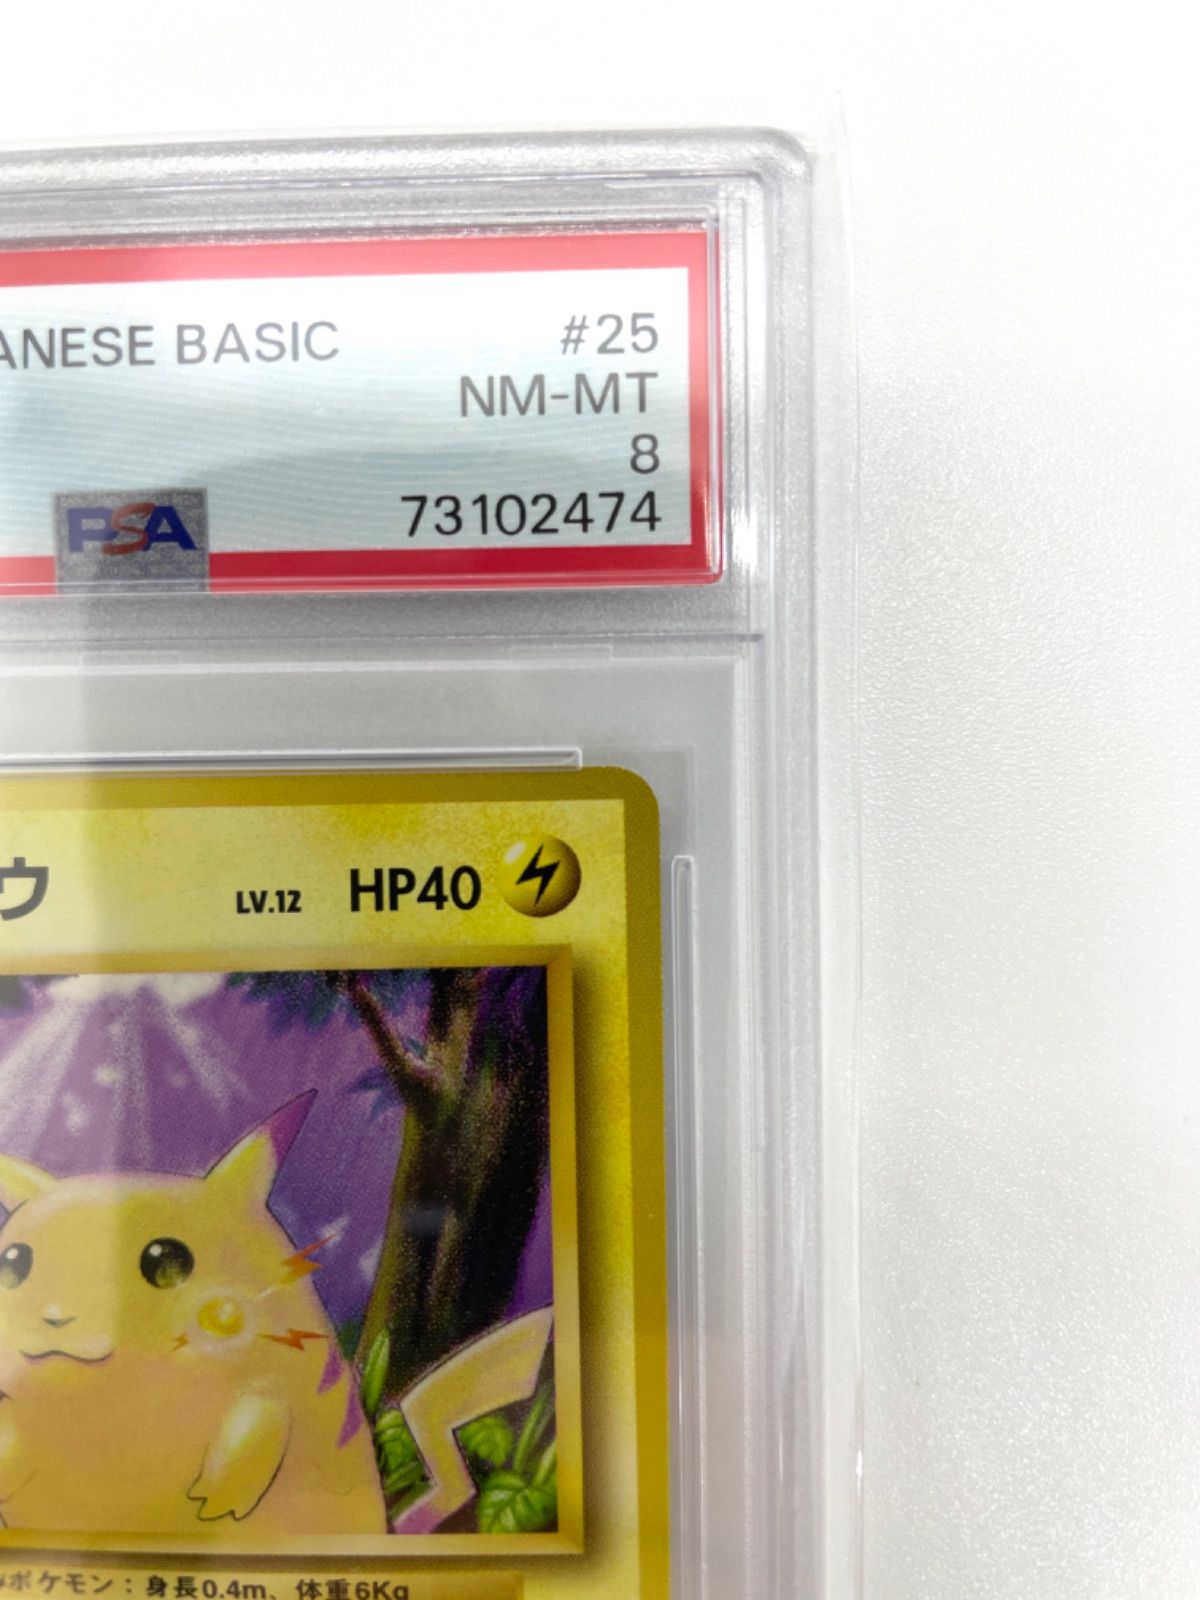 ANESE BASIC #25
NM-MT
8
PSA 73102474
ウ LV.12 HP40
ポケモン：身長0.4m、体重6Kg